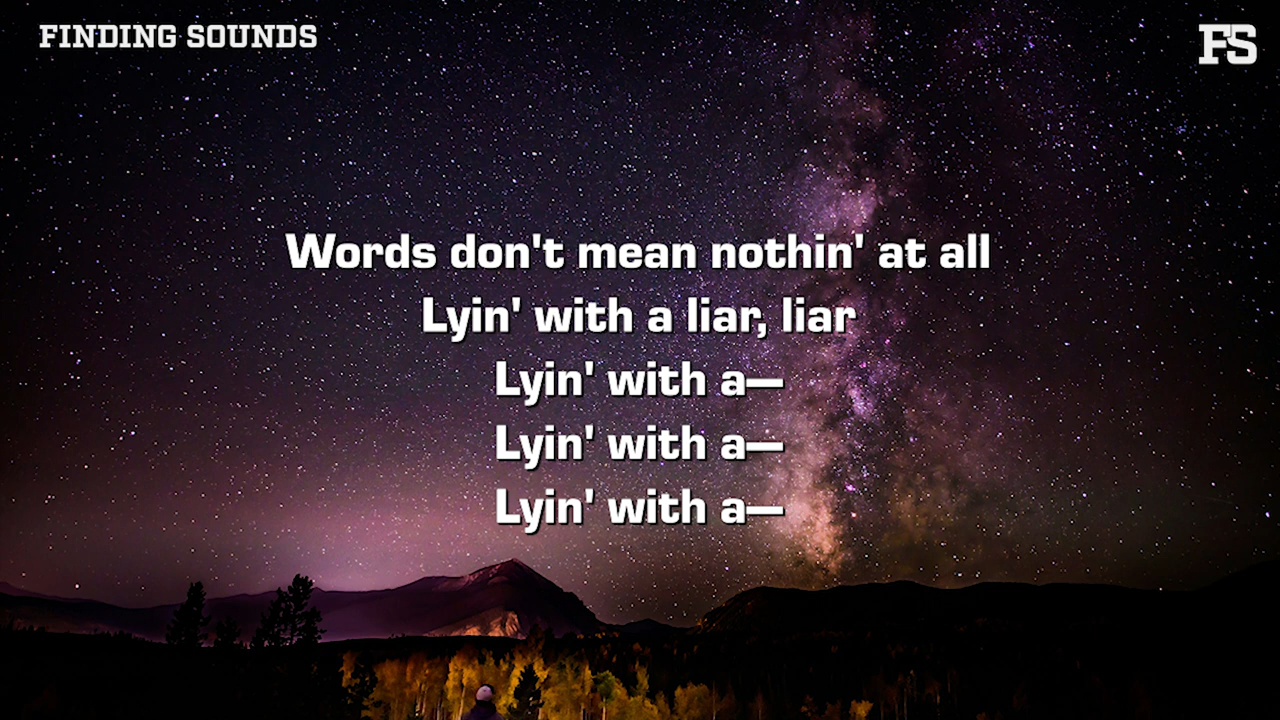 FINDING SOUNDS
FS
Words don't mean nothin' at all
Lyin' with a liar, liar
Lyin' with a—
Lyin' with a—
Lyin' with a—